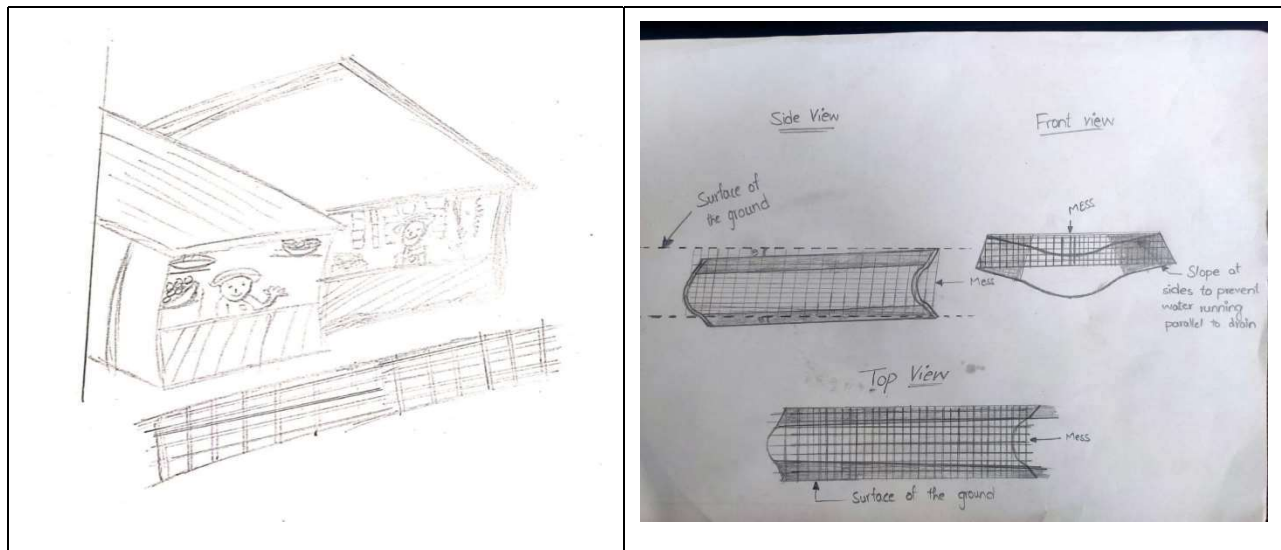 Side View
Front view
Surface of
the ground
MESS
Mess
Slope at
sides to prevent
water running
parallel to drain
Top View
Mess
Surface of the ground